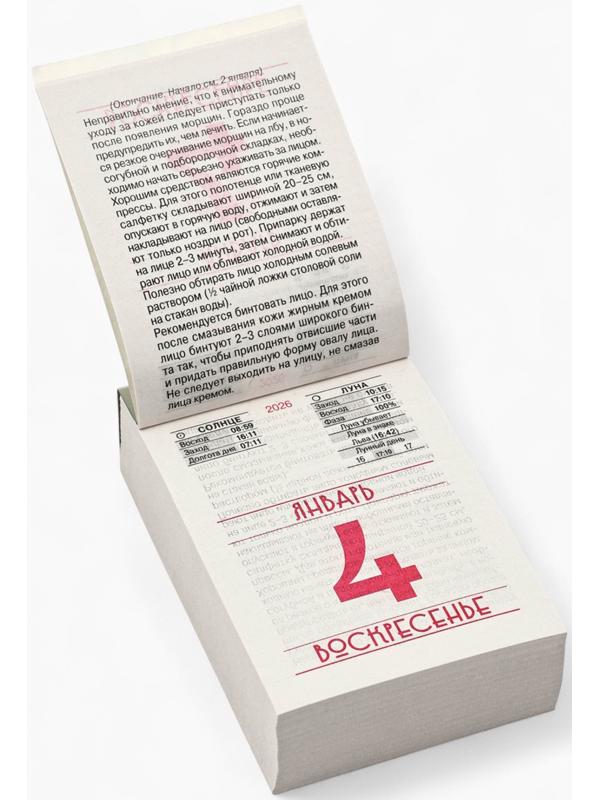 (Окончание. Начало см. 2 января)
Неправильно мнение, что к внимательному
уходу за кожей следует приступать только
после появления морщин. Гораздо проще
предупредить их, чем лечить. Если начинает-
ся резкое очерчивание морщин на лбу, в но-
согубной и подбородочной складках, необ-
ходимо начать серьезно ухаживать за лицом.
Хорошим средством являются горячие ком-
прессы. Для этого полотенце или тканевую
салфетку складывают шириной 20–25 см,
опускают в горячую воду, отжимают и затем
накладывают на лицо (свободными оставля-
ют только ноздри и рот). Припарку держат
на лице 2–3 минуты, затем снимают и обти-
рают лицо или обливают холодной водой.
Полезно обтирать лицо холодным солевым
раствором (½ чайной ложки столовой соли
на стакан воды).
Рекомендуется бинтовать лицо. Для этого
после смазывания кожи жирным кремом
лицо бинтуют 2–3 слоями широкого бин-
та так, чтобы приподнять отвисшие части
и придать правильную форму овалу лица.
Не следует выходить на улицу, не смазав
лица кремом.
СОЛНЦЕ
Восход 08:59
Заход 16:11
Долгота дня 07:11
2026
ЛУНА
Заход 10:15
Восход 17:10
Фаза 100%
Луна убывает
Луна в знаке
Льва (16:42)
Лунный день
16 17:10 17
ЯНВАРЬ
4
ВОСКРЕСЕНЬЕ